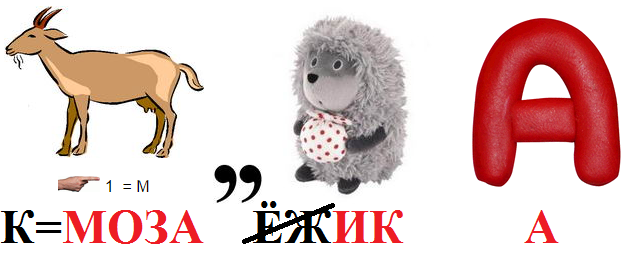 А
1 = М
,,
К=МОЗА ЁЖИК А